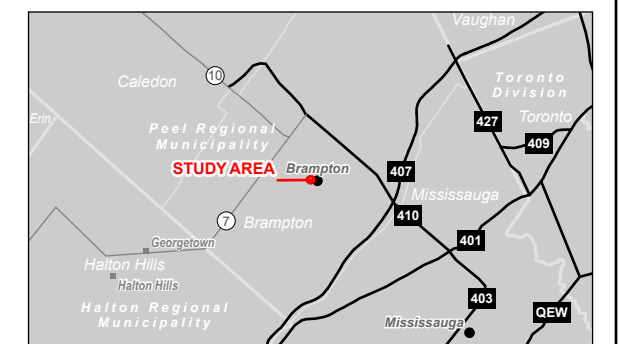 Vaughan
Caledon
10
Toronto
Division
Erin
427
Toronto
Peel Regional
Municipality
409
STUDY AREA
Brampton
407
Mississauga
7
Brampton
410
Georgetown
401
Halton Hills
Halton Hills
403
Halton Regional
Municipality
QEW
Mississauga